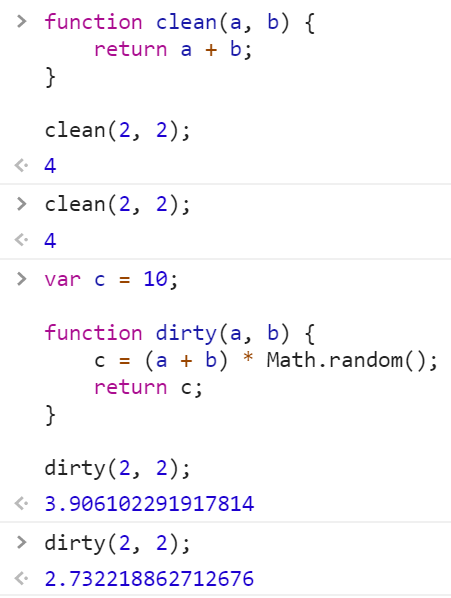 > function clean(a, b) {
    return a + b;
}

clean(2, 2);
<· 4
> clean(2, 2);
<· 4
> var c = 10;

function dirty(a, b) {
    c = (a + b) * Math.random();
    return c;
}

dirty(2, 2);
<· 3.906102291917814
> dirty(2, 2);
<· 2.732218862712676